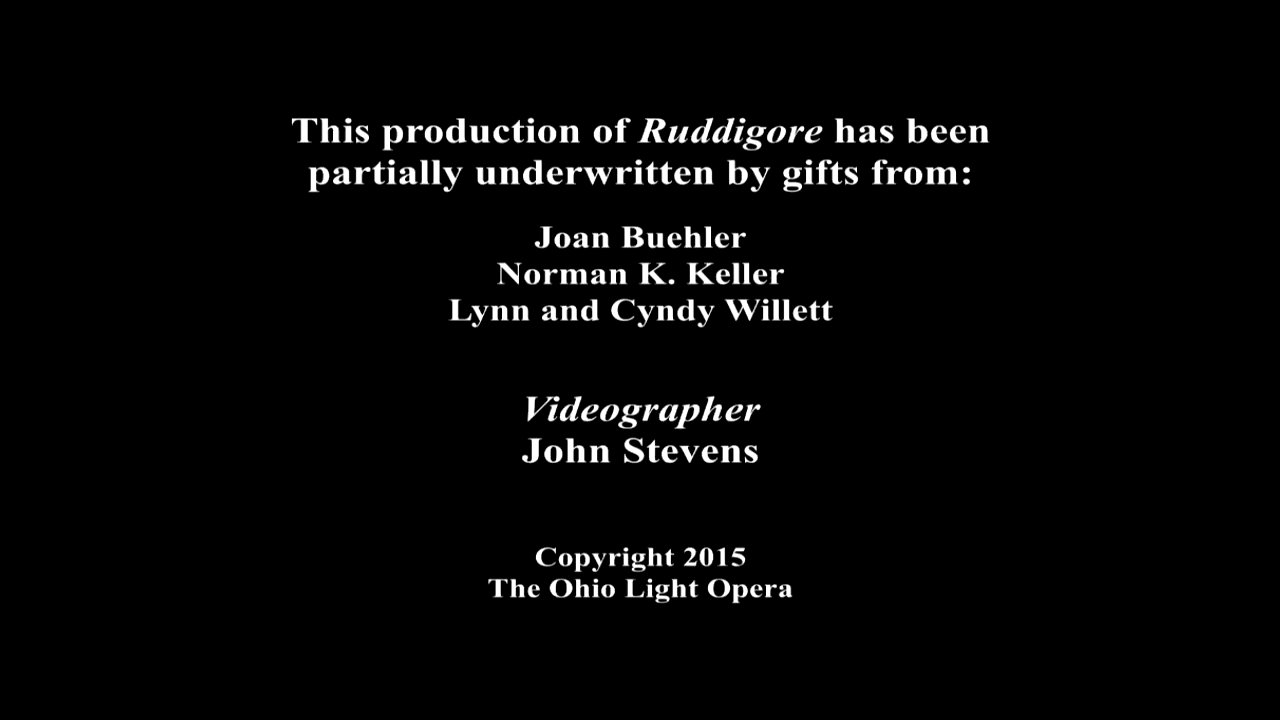 This production of Ruddigore has been
partially underwritten by gifts from:
Joan Buehler
Norman K. Keller
Lynn and Cyndy Willett
Videographer
John Stevens
Copyright 2015
The Ohio Light Opera